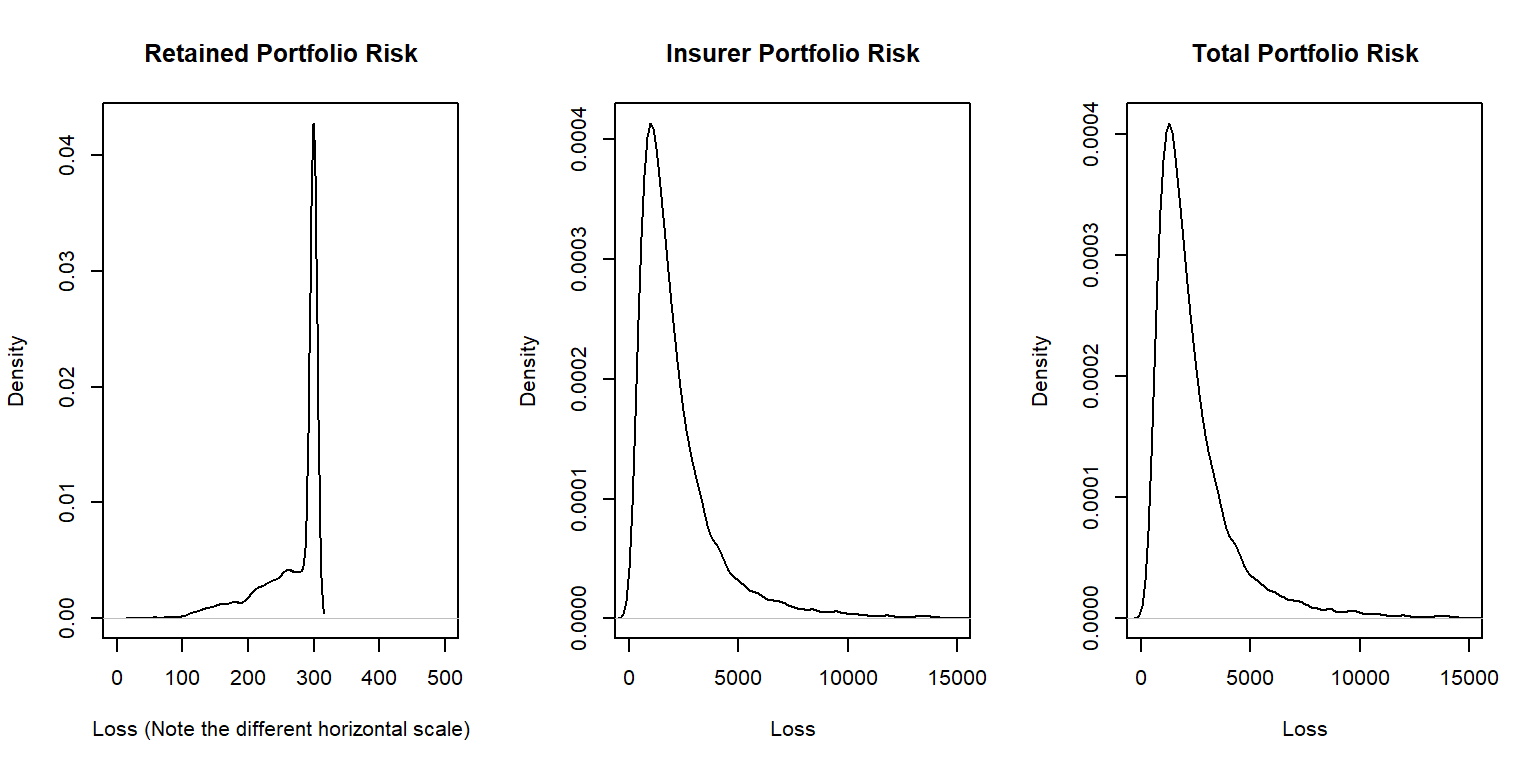 Retained Portfolio Risk
Density
0.00 0.01 0.02 0.03 0.04
0 100 200 300 400 500
Loss (Note the different horizontal scale)
Insurer Portfolio Risk
Density
0.0000 0.0001 0.0002 0.0003 0.0004
0 5000 10000 15000
Loss
Total Portfolio Risk
Density
0.0000 0.0001 0.0002 0.0003 0.0004
0 5000 10000 15000
Loss